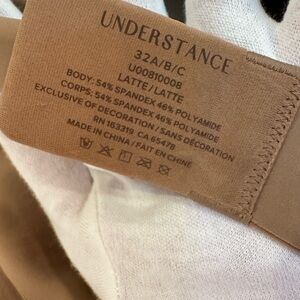 UNDERSTANCE
32A/B/C
U0081000B
LATTE/LATTE
BODY: 54% SPANDEX 46% POLYAMIDE
CORPS: 54% SPANDEX 46% POLYAMIDE
EXCLUSIVE OF DECORATION/SANS DÉCORATION
RN 163319 CA 65478
MADE IN CHINA/FAIT EN CHINE